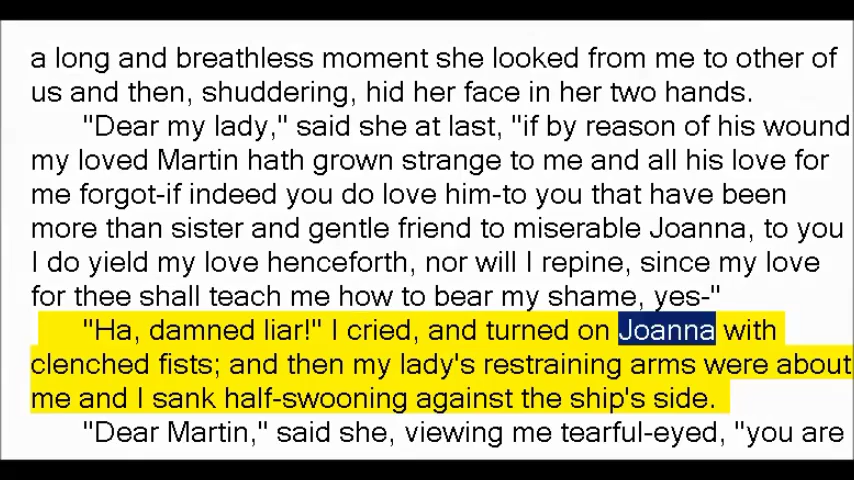 a long and breathless moment she looked from me to other of
us and then, shuddering, hid her face in her two hands.
"Dear my lady," said she at last, "if by reason of his wound
my loved Martin hath grown strange to me and all his love for
me forgot-if indeed you do love him-to you that have been
more than sister and gentle friend to miserable Joanna, to you
I do yield my love henceforth, nor will I repine, since my love
for thee shall teach me how to bear my shame, yes-"
"Ha, damned liar!" I cried, and turned on Joanna with
clenched fists; and then my lady's restraining arms were about
me and I sank half-swooning against the ship's side.
"Dear Martin," said she, viewing me tearful-eyed, "you are